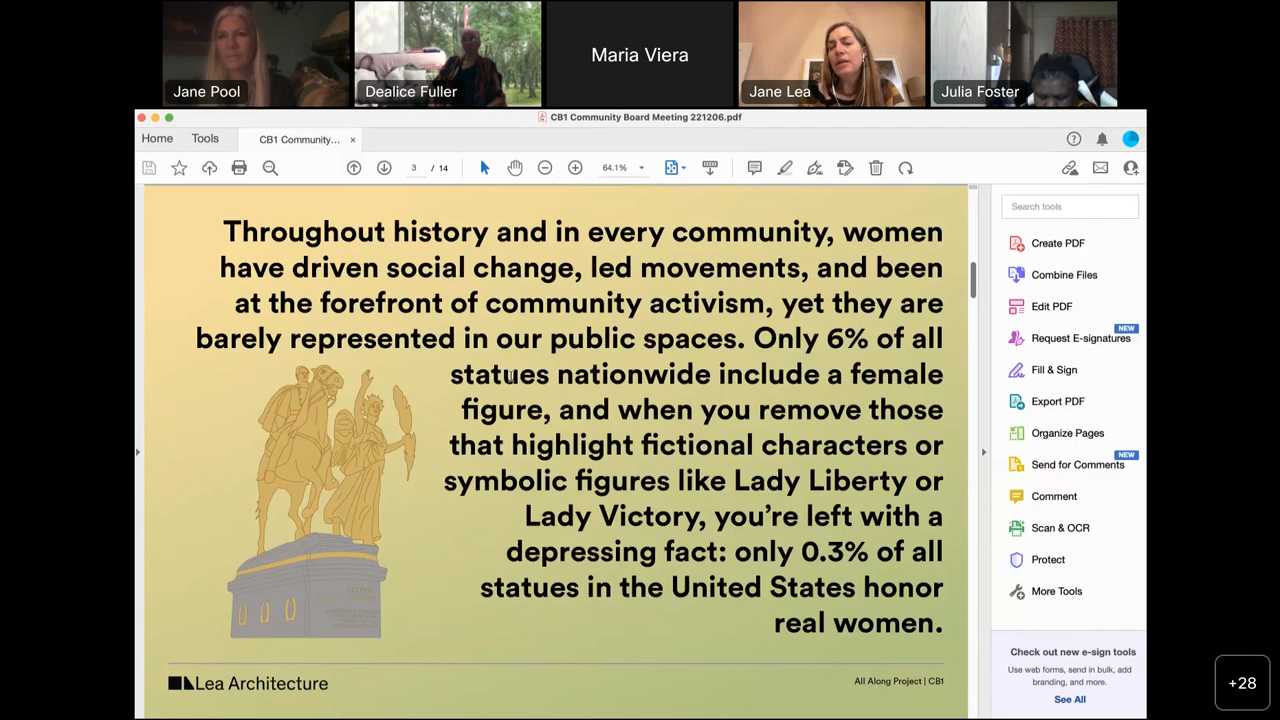 Jane Pool
Dealice Fuller
Maria Viera
Jane Lea
Julia Foster
CB1 Community Board Meeting 221206.pdf
Home
Tools
CB1 Community...
3 / 14
64.1%
Throughout history and in every community, women
have driven social change, led movements, and been
at the forefront of community activism, yet they are
barely represented in our public spaces. Only 6% of all
statues nationwide include a female
figure, and when you remove those
that highlight fictional characters or
symbolic figures like Lady Liberty or
Lady Victory, you’re left with a
depressing fact: only 0.3% of all
statues in the United States honor
real women.
Lea Architecture
All Along Project | CB1
Search tools
Create PDF
Combine Files
Edit PDF
NEW
Request E-signatures
Fill & Sign
Export PDF
Organize Pages
NEW
Send for Comments
Comment
Scan & OCR
Protect
More Tools
Check out new e-sign tools
Use web forms, send in bulk, add
branding, and more.
See All
+28